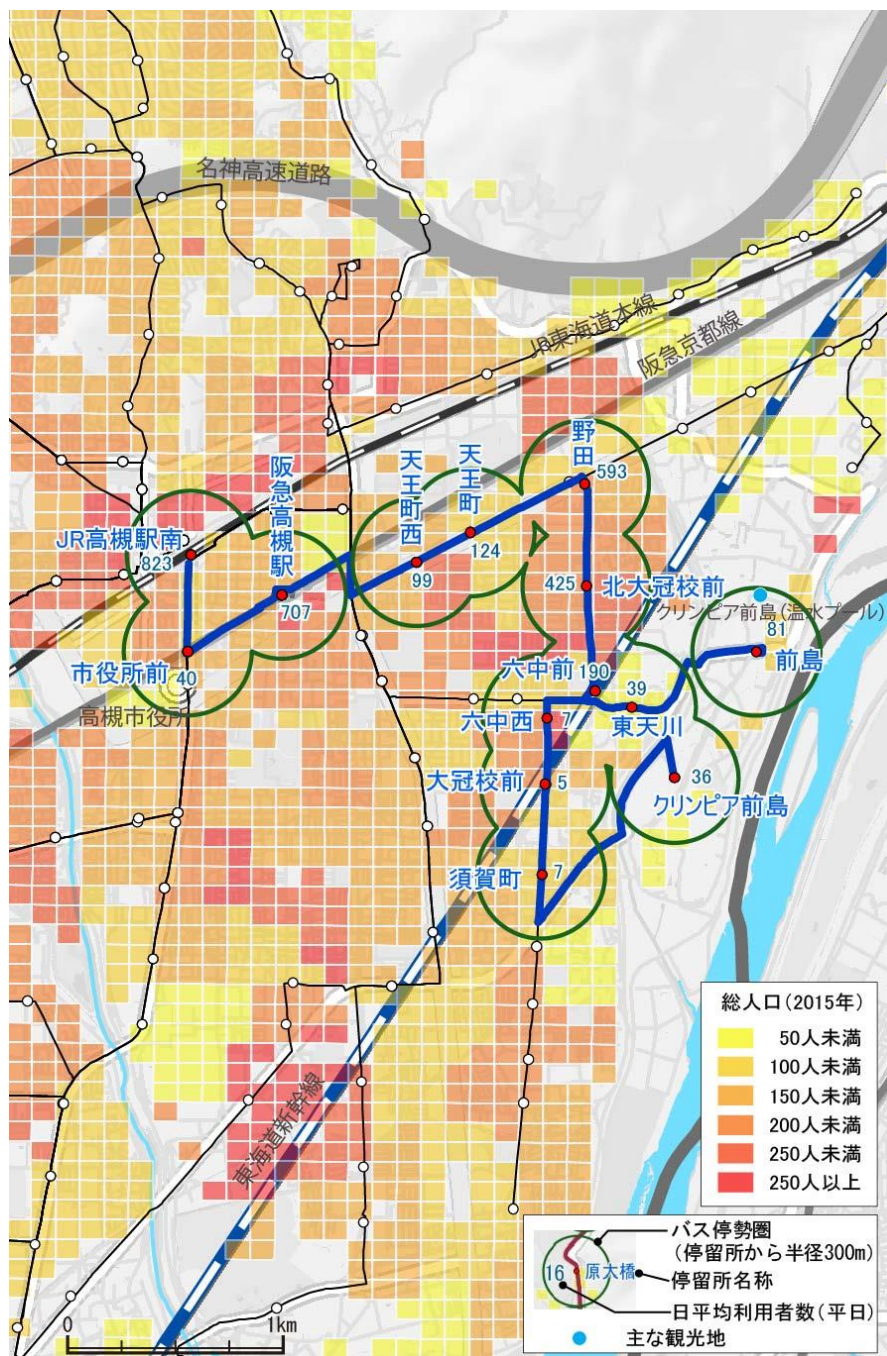 名神高速道路
JR東海道本線
阪急京都線
野田
593
天王町
124
天王町西
99
阪急高槻駅
707
JR高槻駅南
823
425
北大冠校前
クリンピア前島(温水プール)
81
前島
市役所前
40
高槻市役所
六中前
190
39
東天川
六中西
7
大冠校前
5
36
クリンピア前島
須賀町
7
東海道新幹線
総人口(2015年)
50人未満
100人未満
150人未満
200人未満
250人未満
250人以上
バス停勢圏
(停留所から半径300m)
16
原大橋
停留所名称
日平均利用者数(平日)
主な観光地
0
1km